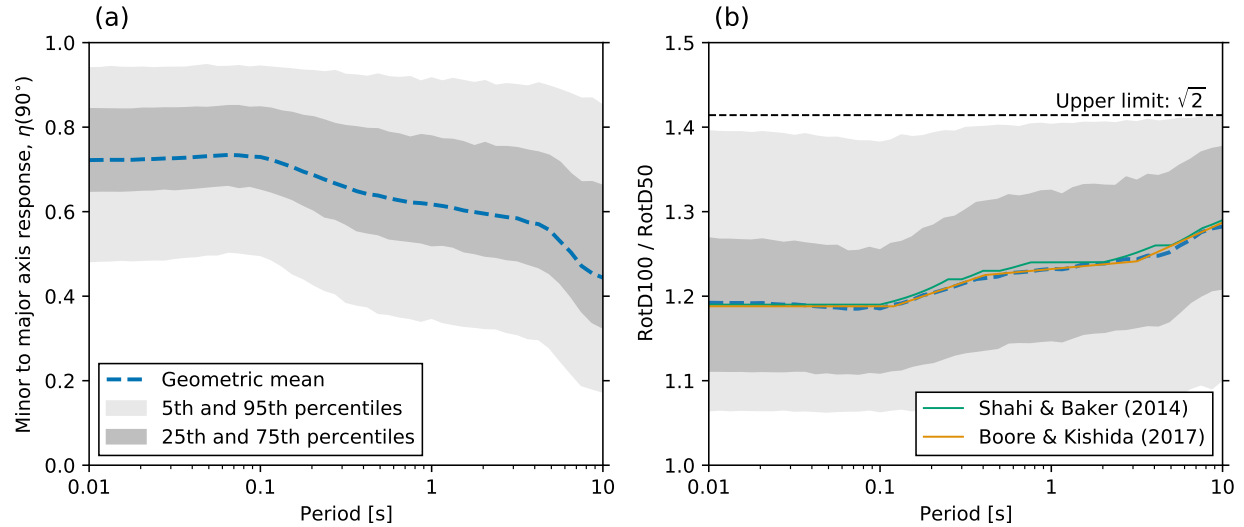 (a)
Minor to major axis response, η(90°)
1.0
0.8
0.6
0.4
0.2
0.0
Geometric mean
5th and 95th percentiles
25th and 75th percentiles
0.01 0.1 1 10
Period [s]
(b)
RotD100 / RotD50
1.5
1.4
1.3
1.2
1.1
1.0
Upper limit: √2
Shahi & Baker (2014)
Boore & Kishida (2017)
0.01 0.1 1 10
Period [s]